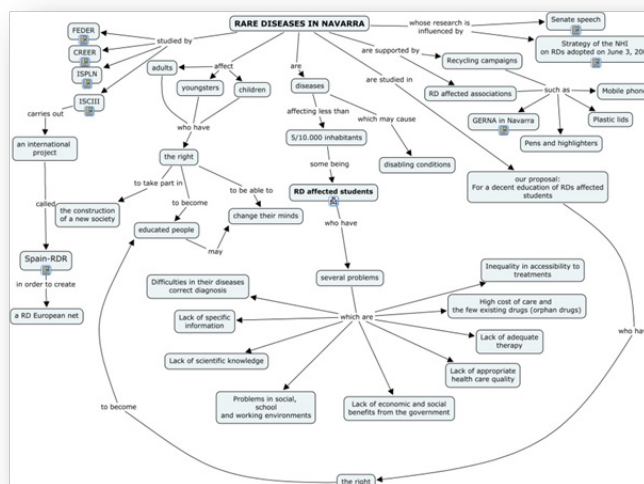 RARE DISEASES IN NAVARRA
whose research is
influenced by
Senate speech
Strategy of the NHI
on RDs adopted on June 3, 200
FEDER
CREER
ISPLN
ISCIII
studied by
carries out
an international
project
called
Spain-RDR
in order to create
a RD European net
affect
adults
youngsters
children
who have
the right
to take part in
the construction
of a new society
to become
educated people
to be able to
change their minds
may
are
diseases
affecting less than
5/10.000 inhabitants
some being
RD affected students
which may cause
disabling conditions
who have
several problems
which are
Difficulties in their diseases
correct diagnosis
Lack of specific
information
Lack of scientific knowledge
Problems in social,
school
and working environments
Lack of economic and social
benefits from the government
Lack of appropriate
health care quality
Lack of adequate
therapy
High cost of care and
the few existing drugs (orphan drugs)
Inequality in accessibility to
treatments
are supported by
Recycling campaigns
RD affected associations
such as
Mobile phone
GERNA in Navarra
Plastic lids
Pens and highlighters
are studied in
our proposal:
For a decent education of RDs affected
students
who hav
the right
to become